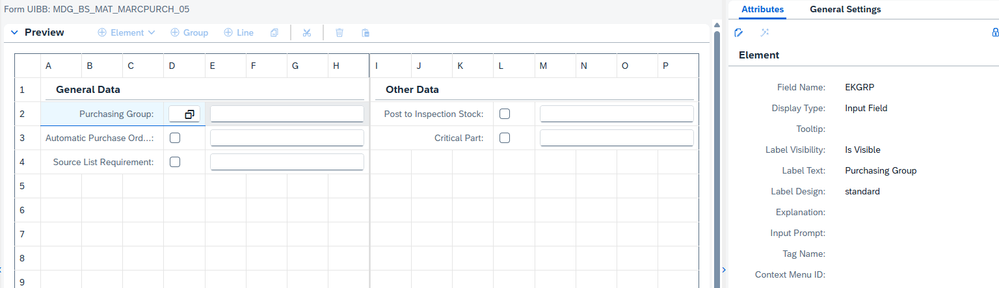 Form UIBB: MDG_BS_MAT_MARCPURCH_05
Preview Element Group Line
A B C D E F G H I J K L M N O P
1 General Data Other Data
2 Purchasing Group: Post to Inspection Stock:
3 Automatic Purchase Ord...: Critical Part:
4 Source List Requirement:
5
6
7
8
9
Attributes General Settings
Element
Field Name: EKGRP
Display Type: Input Field
Tooltip:
Label Visibility: Is Visible
Label Text: Purchasing Group
Label Design: standard
Explanation:
Input Prompt:
Tag Name:
Context Menu ID: